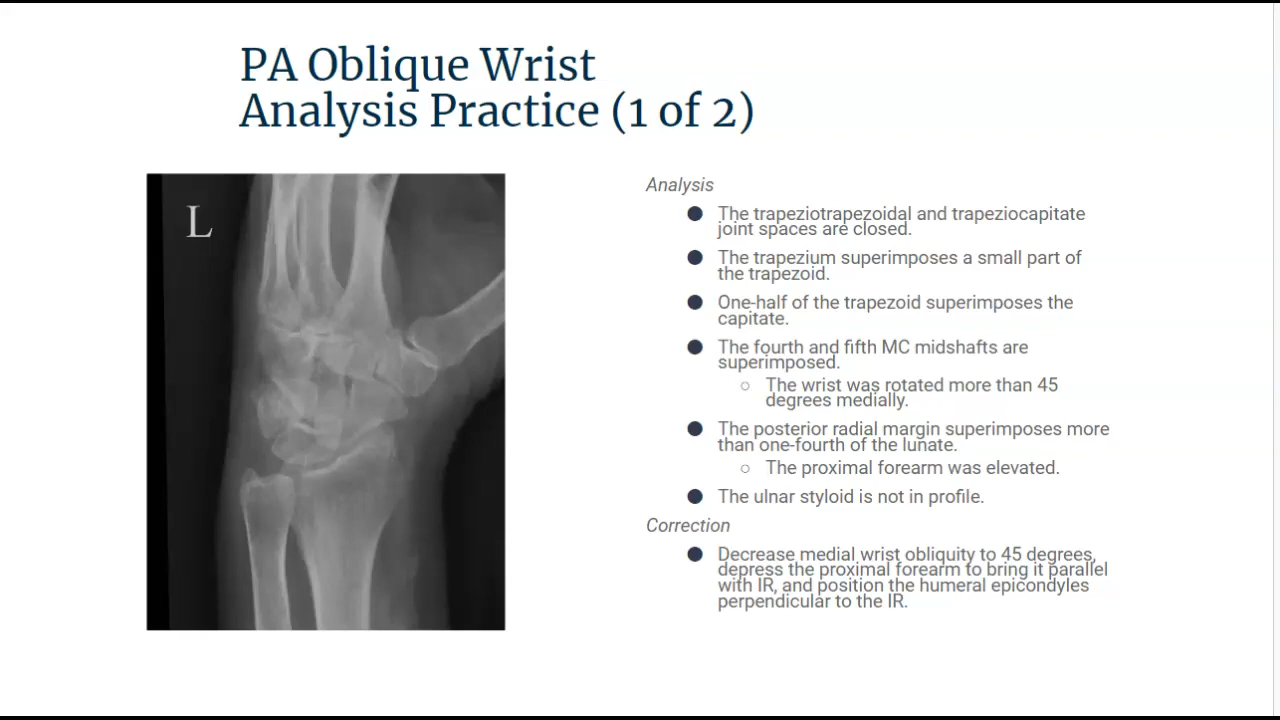 PA Oblique Wrist
Analysis Practice (1 of 2)
L
Analysis
● The trapeziotrapezoidal and trapeziocapitate
joint spaces are closed.
● The trapezium superimposes a small part of
the trapezoid.
● One-half of the trapezoid superimposes the
capitate.
● The fourth and fifth MC midshafts are
superimposed.
○ The wrist was rotated more than 45
degrees medially.
● The posterior radial margin superimposes more
than one-fourth of the lunate.
○ The proximal forearm was elevated.
● The ulnar styloid is not in profile.
Correction
● Decrease medial wrist obliquity to 45 degrees,
depress the proximal forearm to bring it parallel
with IR, and position the humeral epicondyles
perpendicular to the IR.